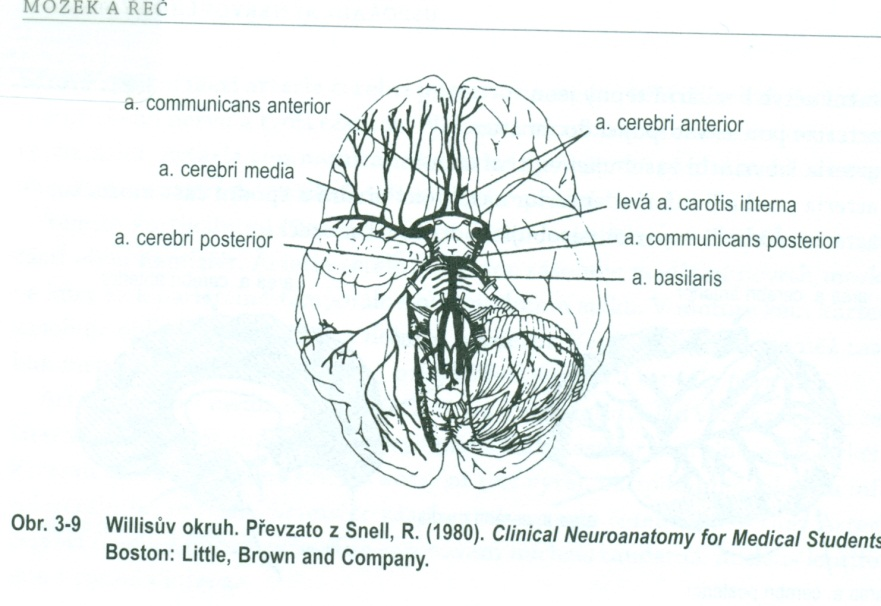 MOZEK A ŘEČ
a. communicans anterior
a. cerebri anterior
a. cerebri media
levá a. carotis interna
a. cerebri posterior
a. communicans posterior
a. basilaris
Obr. 3-9 Willisův okruh. Převzato z Snell, R. (1980). Clinical Neuroanatomy for Medical Students
Boston: Little, Brown and Company.